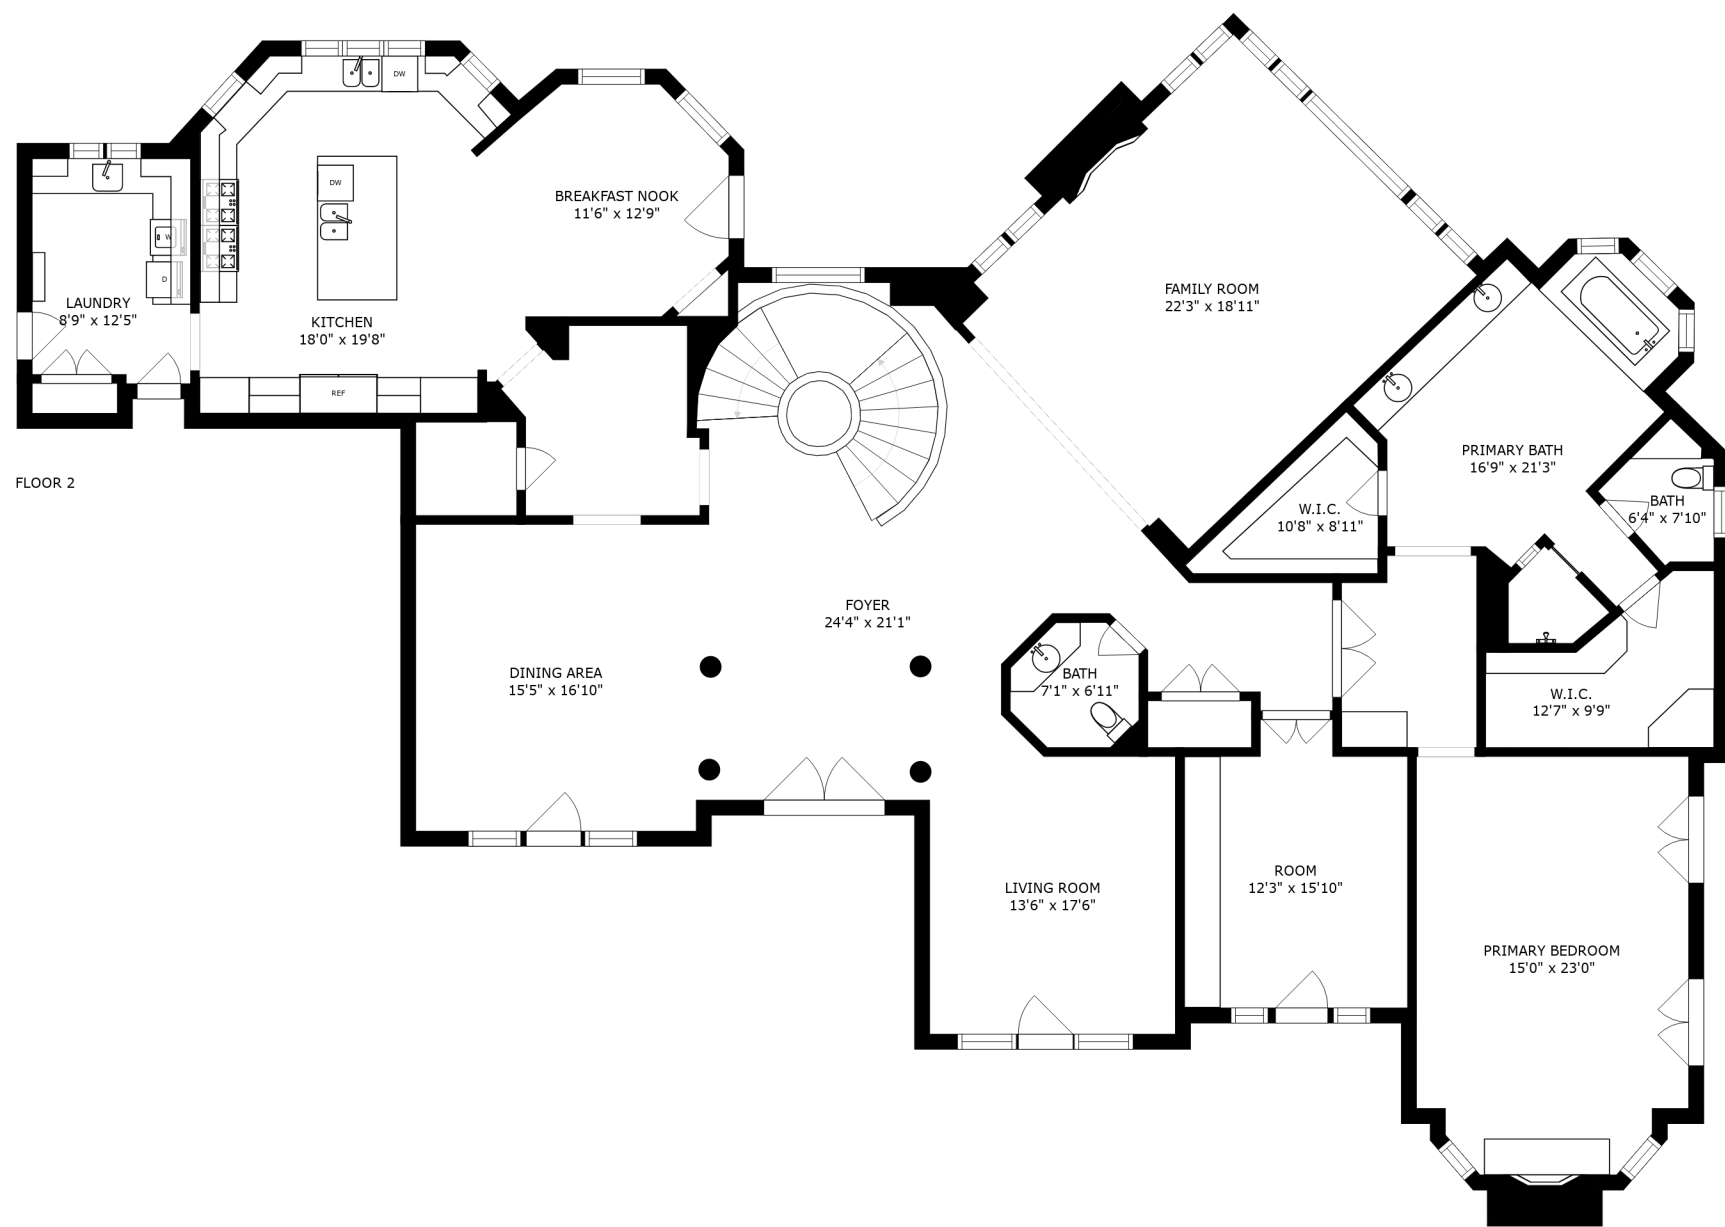 DW
DW
BREAKFAST NOOK
11'6" x 12'9"
W
D
LAUNDRY
8'9" x 12'5"
KITCHEN
18'0" x 19'8"
FAMILY ROOM
22'3" x 18'11"
REF
FLOOR 2
PRIMARY BATH
16'9" x 21'3"
W.I.C.
10'8" x 8'11"
BATH
6'4" x 7'10"
FOYER
24'4" x 21'1"
DINING AREA
15'5" x 16'10"
BATH
7'1" x 6'11"
W.I.C.
12'7" x 9'9"
LIVING ROOM
13'6" x 17'6"
ROOM
12'3" x 15'10"
PRIMARY BEDROOM
15'0" x 23'0"